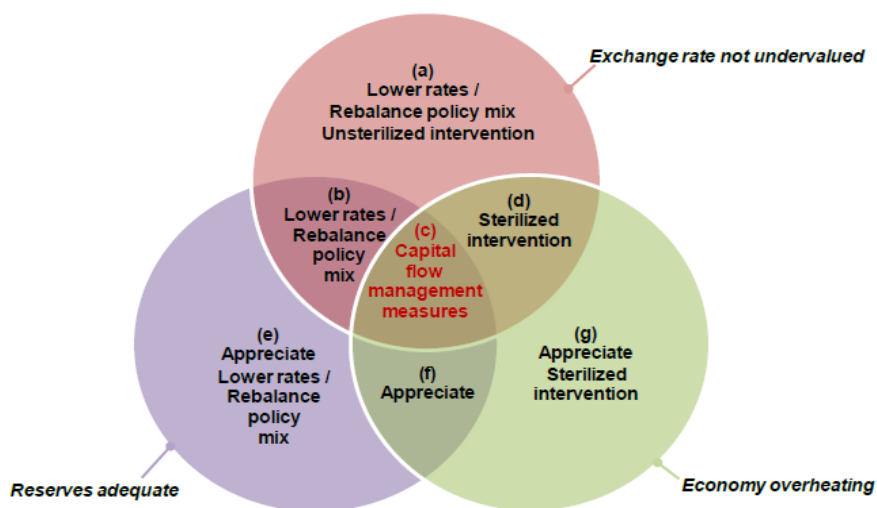 (a)
Lower rates /
Rebalance policy mix
Unsterilized intervention
Exchange rate not undervalued
(b)
Lower rates /
Rebalance
policy
mix
(c)
Capital
flow
management
measures
(d)
Sterilized
intervention
(e)
Appreciate
Lower rates /
Rebalance
policy
mix
(f)
Appreciate
(g)
Appreciate
Sterilized
intervention
Reserves adequate
Economy overheating